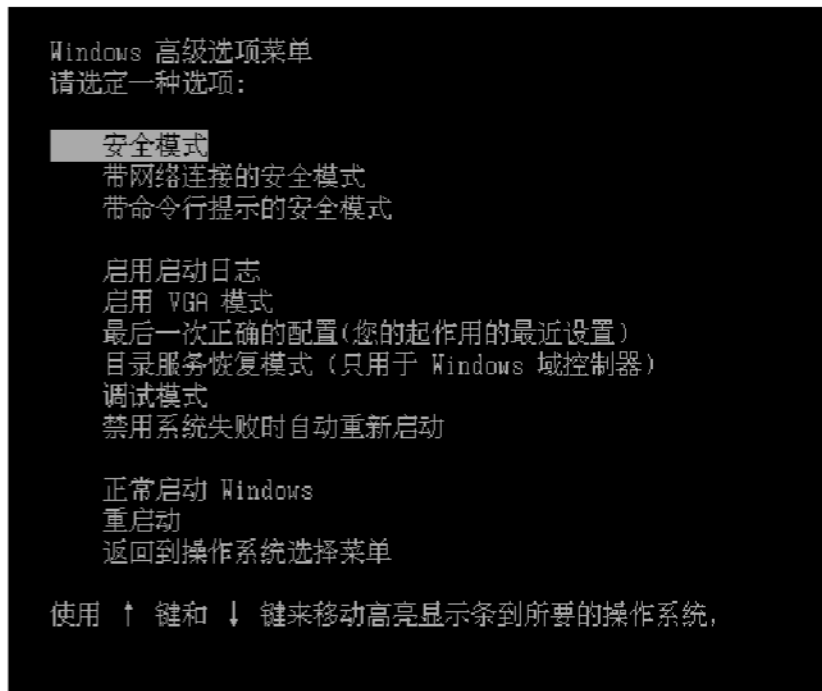 Windows 高级选项菜单
请选定一种选项:
安全模式
带网络连接的安全模式
带命令行提示的安全模式
启用启动日志
启用 VGA 模式
最后一次正确的配置(您的起作用的最近设置)
目录服务恢复模式 (只用于 Windows 域控制器)
调试模式
禁用系统失败时自动重新启动
正常启动 Windows
重启动
返回到操作系统选择菜单
使用 ↑ 键和 ↓ 键来移动高亮显示条到所要的操作系统,